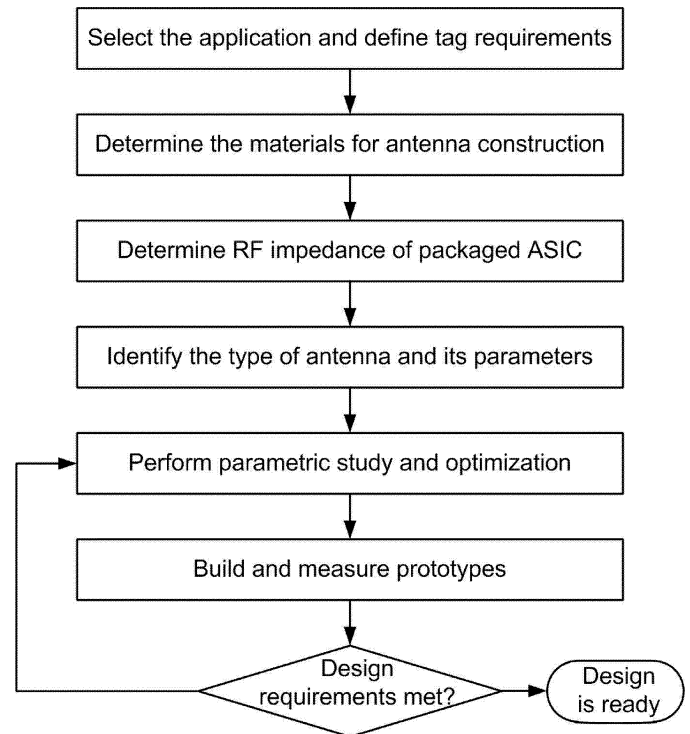 Select the application and define tag requirements
Determine the materials for antenna construction
Determine RF impedance of packaged ASIC
Identify the type of antenna and its parameters
Perform parametric study and optimization
Build and measure prototypes
Design
requirements met?
Design
is ready